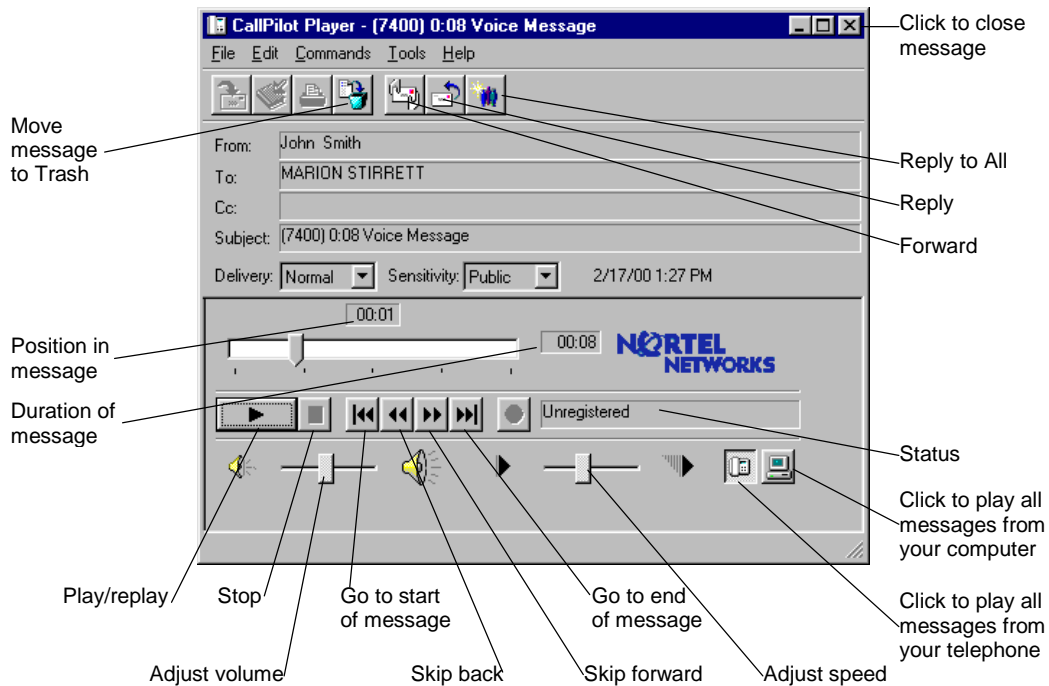 CallPilot Player - (7400) 0:08 Voice Message
Click to close
message
File Edit Commands Tools Help
Move
message
to Trash
From: John Smith
To: MARION STIRRETT
Cc:
Subject: (7400) 0:08 Voice Message
Reply to All
Reply
Forward
Delivery: Normal Sensitivity: Public 2/17/00 1:27 PM
00:01
Position in
message
00:08
NORTEL
NETWORKS
Duration of
message
Unregistered
Status
Click to play all
messages from
your computer
Play/replay
Stop
Go to start
of message
Go to end
of message
Click to play all
messages from
your telephone
Adjust volume
Skip back
Skip forward
Adjust speed